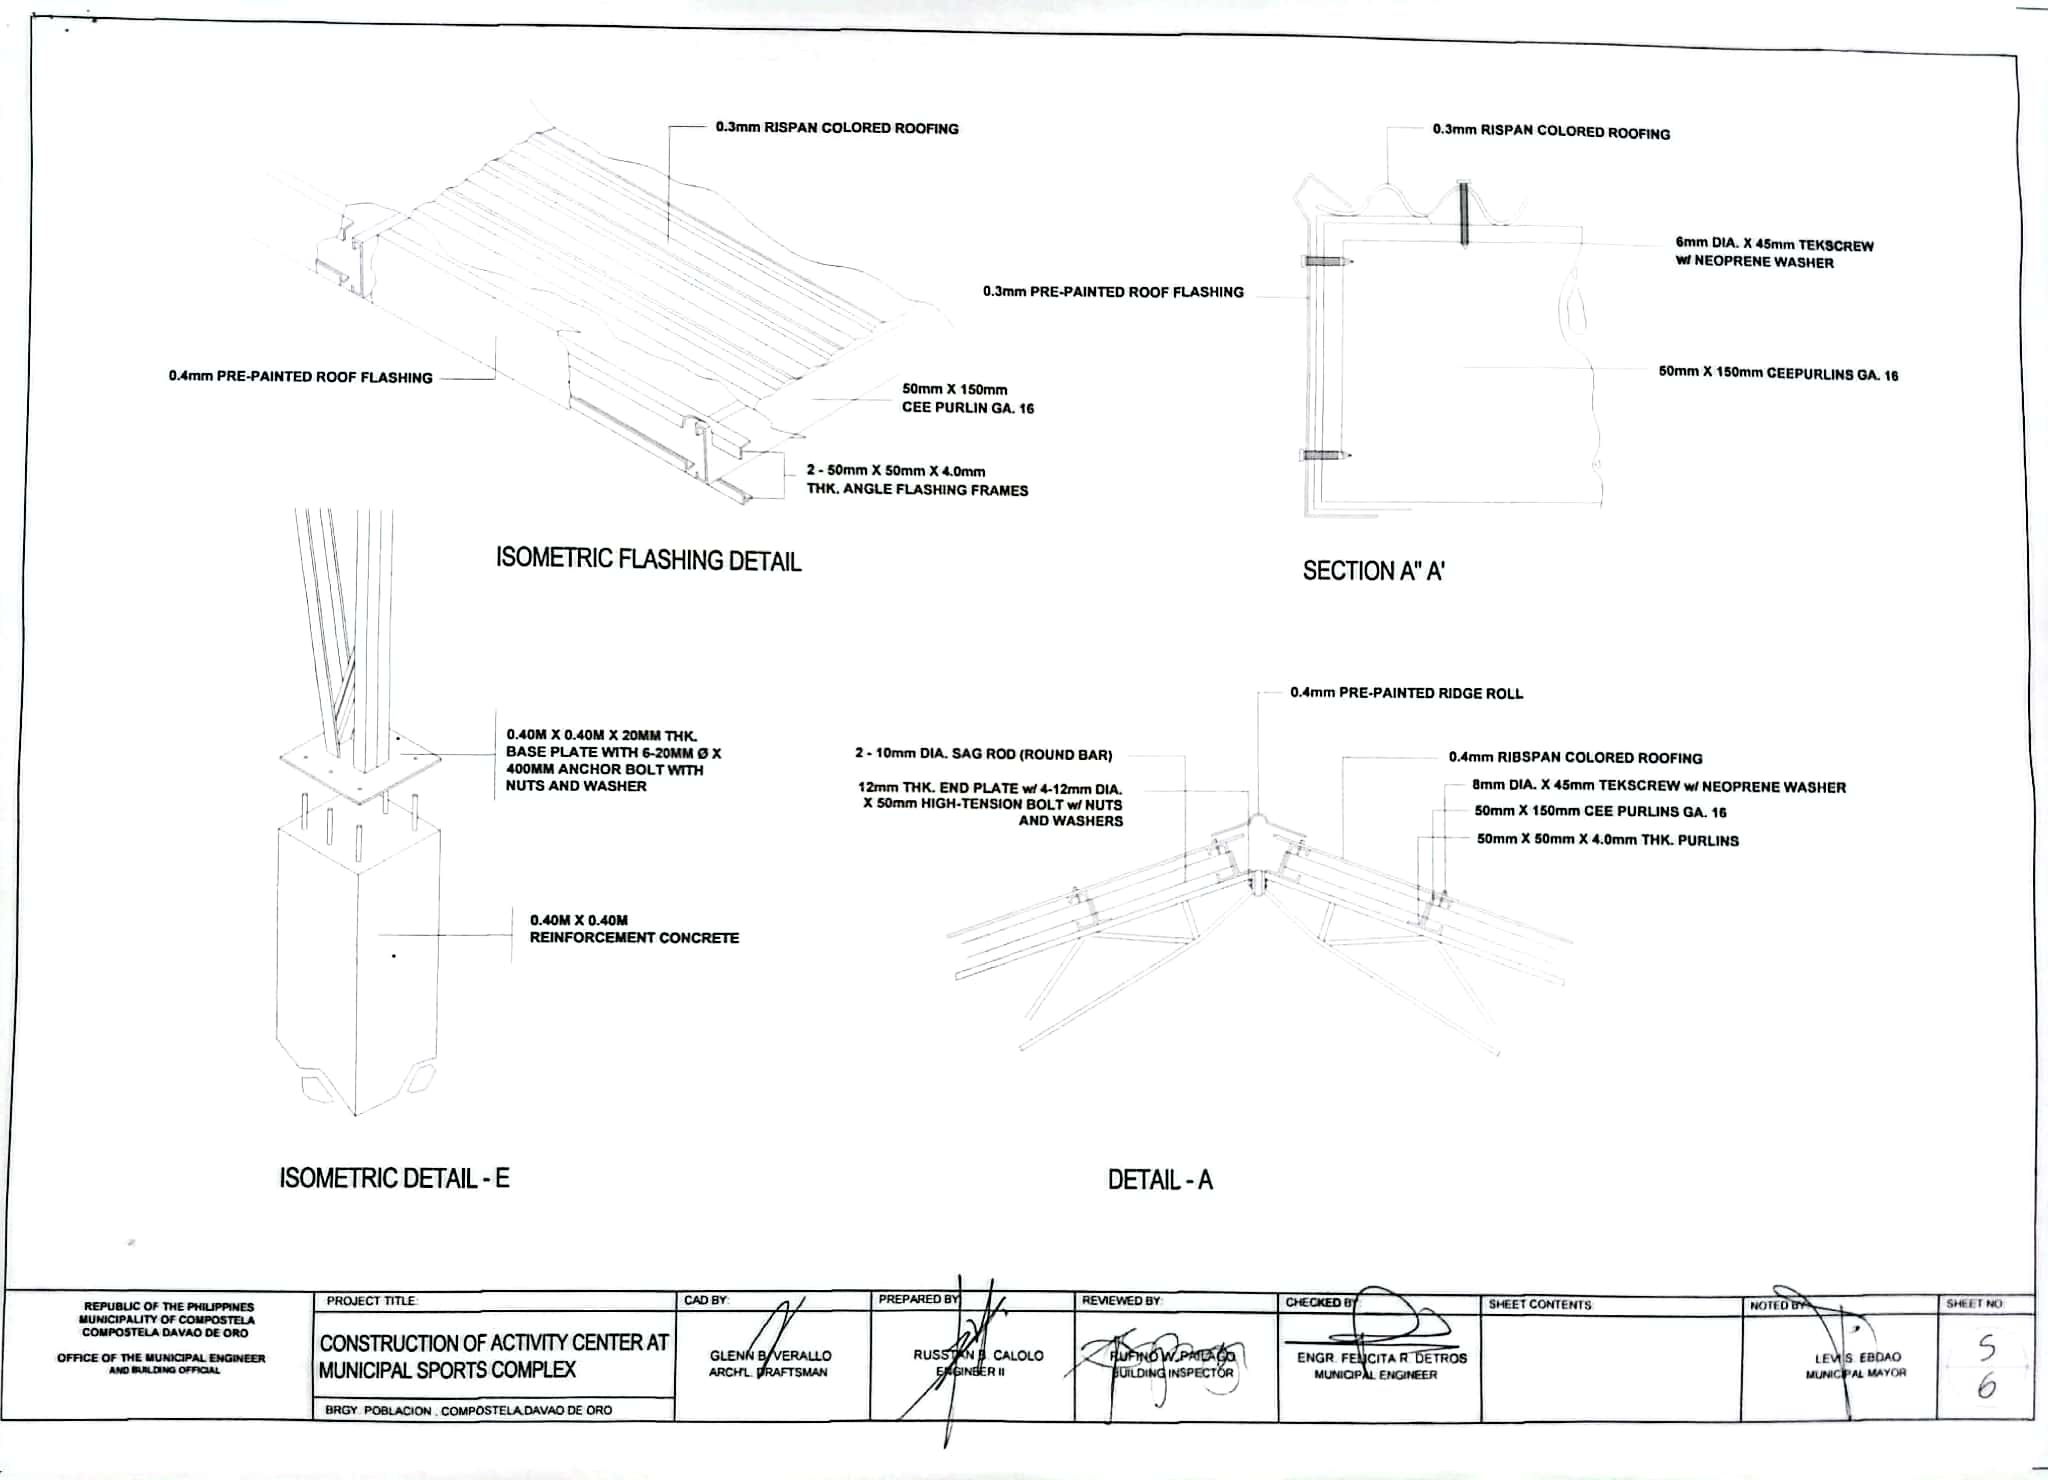 0.3mm RISPAN COLORED ROOFING
0.4mm PRE-PAINTED ROOF FLASHING
50mm X 150mm
CEE PURLIN GA. 16
2 - 50mm X 50mm X 4.0mm
THK. ANGLE FLASHING FRAMES
ISOMETRIC FLASHING DETAIL
0.3mm RISPAN COLORED ROOFING
6mm DIA. X 45mm TEKSCREW
w/ NEOPRENE WASHER
0.3mm PRE-PAINTED ROOF FLASHING
50mm X 150mm CEEPURLINS GA. 16
SECTION A" A'
0.40M X 0.40M X 20MM THK.
BASE PLATE WITH 6-20MM Ø X
400MM ANCHOR BOLT WITH
NUTS AND WASHER
0.40M X 0.40M
REINFORCEMENT CONCRETE
ISOMETRIC DETAIL - E
0.4mm PRE-PAINTED RIDGE ROLL
2 - 10mm DIA. SAG ROD (ROUND BAR)
12mm THK. END PLATE w/ 4-12mm DIA.
X 50mm HIGH-TENSION BOLT w/ NUTS
AND WASHERS
0.4mm RIBSPAN COLORED ROOFING
8mm DIA. X 45mm TEKSCREW w/ NEOPRENE WASHER
50mm X 150mm CEE PURLINS GA. 16
50mm X 50mm X 4.0mm THK. PURLINS
DETAIL - A
REPUBLIC OF THE PHILIPPINES
MUNICIPALITY OF COMPOSTELA
COMPOSTELA DAVAO DE ORO
OFFICE OF THE MUNICIPAL ENGINEER
AND BUILDING OFFICIAL
PROJECT TITLE:
CONSTRUCTION OF ACTIVITY CENTER AT
MUNICIPAL SPORTS COMPLEX
BRGY. POBLACION , COMPOSTELA,DAVAO DE ORO
CAD BY:
GLENN B. VERALLO
ARCH'L. DRAFTSMAN
PREPARED BY:
RUSSTAN B. CALOLO
ENGINEER II
REVIEWED BY:
RUFINO W. PAILAGO
BUILDING INSPECTOR
CHECKED BY:
ENGR. FELICITA R. DETROS
MUNICIPAL ENGINEER
SHEET CONTENTS:
NOTED BY:
LEVI S. EBDAO
MUNICIPAL MAYOR
SHEET NO:
S
6